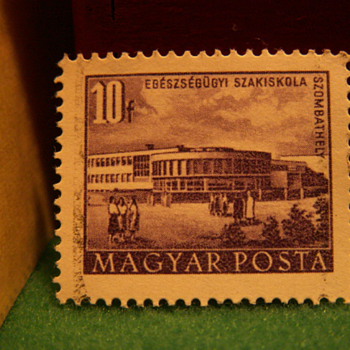 10f
EGÉSZSÉGÜGYI SZAKISKOLA
SZOMBATHELY
MAGYAR POSTA